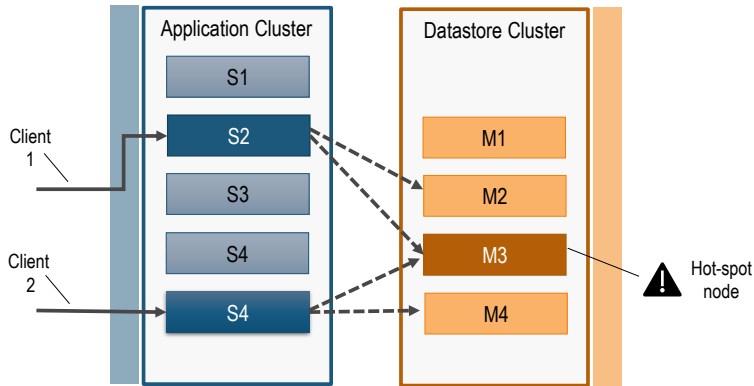 Application Cluster
Datastore Cluster
S1
Client
1
S2
M1
S3
M2
Client
2
S4
M3
Hot-spot
node
S4
M4